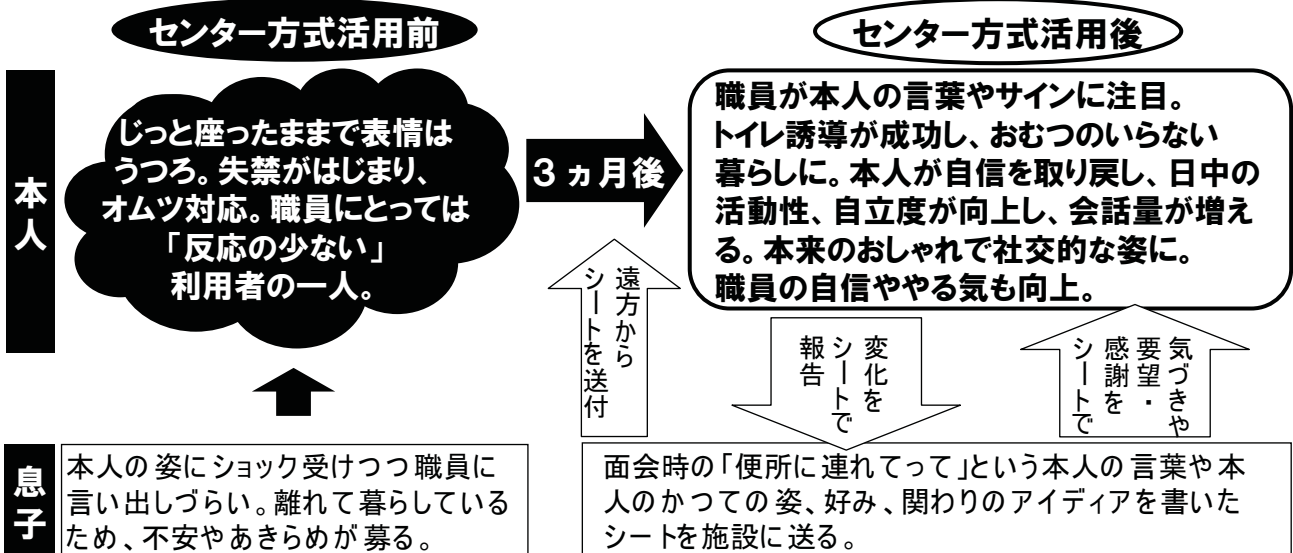 センター方式活用前
センター方式活用後
本人
じっと座ったままで表情は
うつろ。失禁がはじまり、
オムツ対応。職員にとっては
「反応の少ない」
利用者の一人。
3ヵ月後
職員が本人の言葉やサインに注目。
トイレ誘導が成功し、おむつのいらない
暮らしに。本人が自信を取り戻し、日中の
活動性、自立度が向上し、会話量が増え
る。本来のおしゃれで社交的な姿に。
職員の自信ややる気も向上。
遠方から
シートを送付
変化を
シートで
報告
気づきや
要望・
感謝を
シートで
息子
本人の姿にショック受けつつ職員に
言い出しづらい。離れて暮らしている
ため、不安やあきらめが募る。
面会時の「便所に連れてって」という本人の言葉や本
人のかつての姿、好み、関わりのアイディアを書いた
シートを施設に送る。